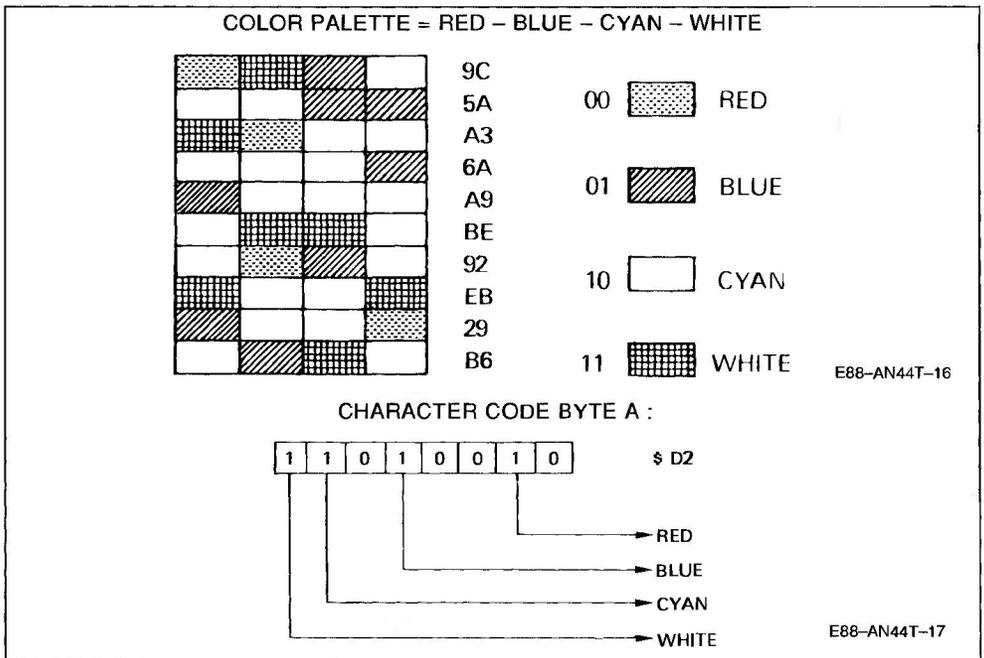 COLOR PALETTE = RED – BLUE – CYAN – WHITE
9C
5A
A3
6A
A9
BE
92
EB
29
B6
00 RED
01 BLUE
10 CYAN
11 WHITE
E88–AN44T–16
CHARACTER CODE BYTE A :
1 1 0 1 0 0 1 0 $ D2
RED
BLUE
CYAN
WHITE
E88–AN44T–17